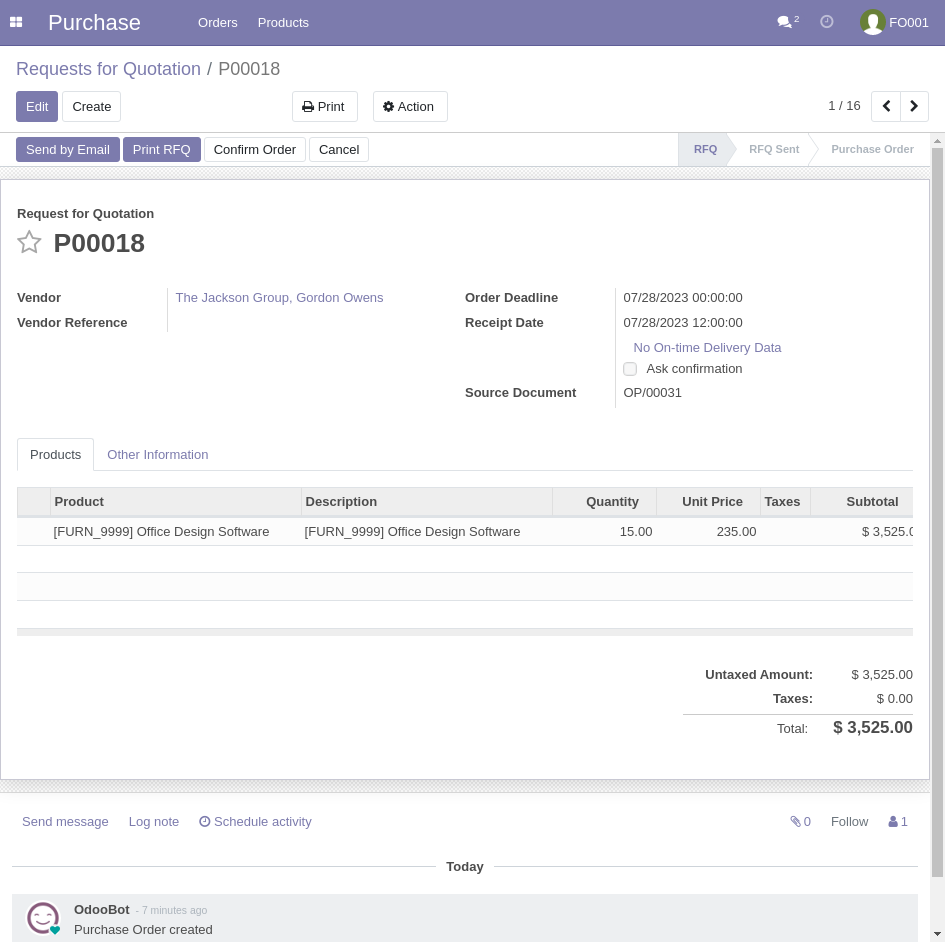 Purchase Orders Products 2 FO001
Requests for Quotation / P00018
Edit Create Print Action 1 / 16
Send by Email Print RFQ Confirm Order Cancel RFQ RFQ Sent Purchase Order
Request for Quotation
P00018
Vendor The Jackson Group, Gordon Owens Order Deadline 07/28/2023 00:00:00
Vendor Reference Receipt Date 07/28/2023 12:00:00
No On-time Delivery Data
Ask confirmation
Source Document OP/00031
Products Other Information
Product Description Quantity Unit Price Taxes Subtotal
[FURN_9999] Office Design Software [FURN_9999] Office Design Software 15.00 235.00 $ 3,525.0
Untaxed Amount: $ 3,525.00
Taxes: $ 0.00
Total: $ 3,525.00
Send message Log note Schedule activity 0 Follow 1
Today
OdooBot - 7 minutes ago
Purchase Order created